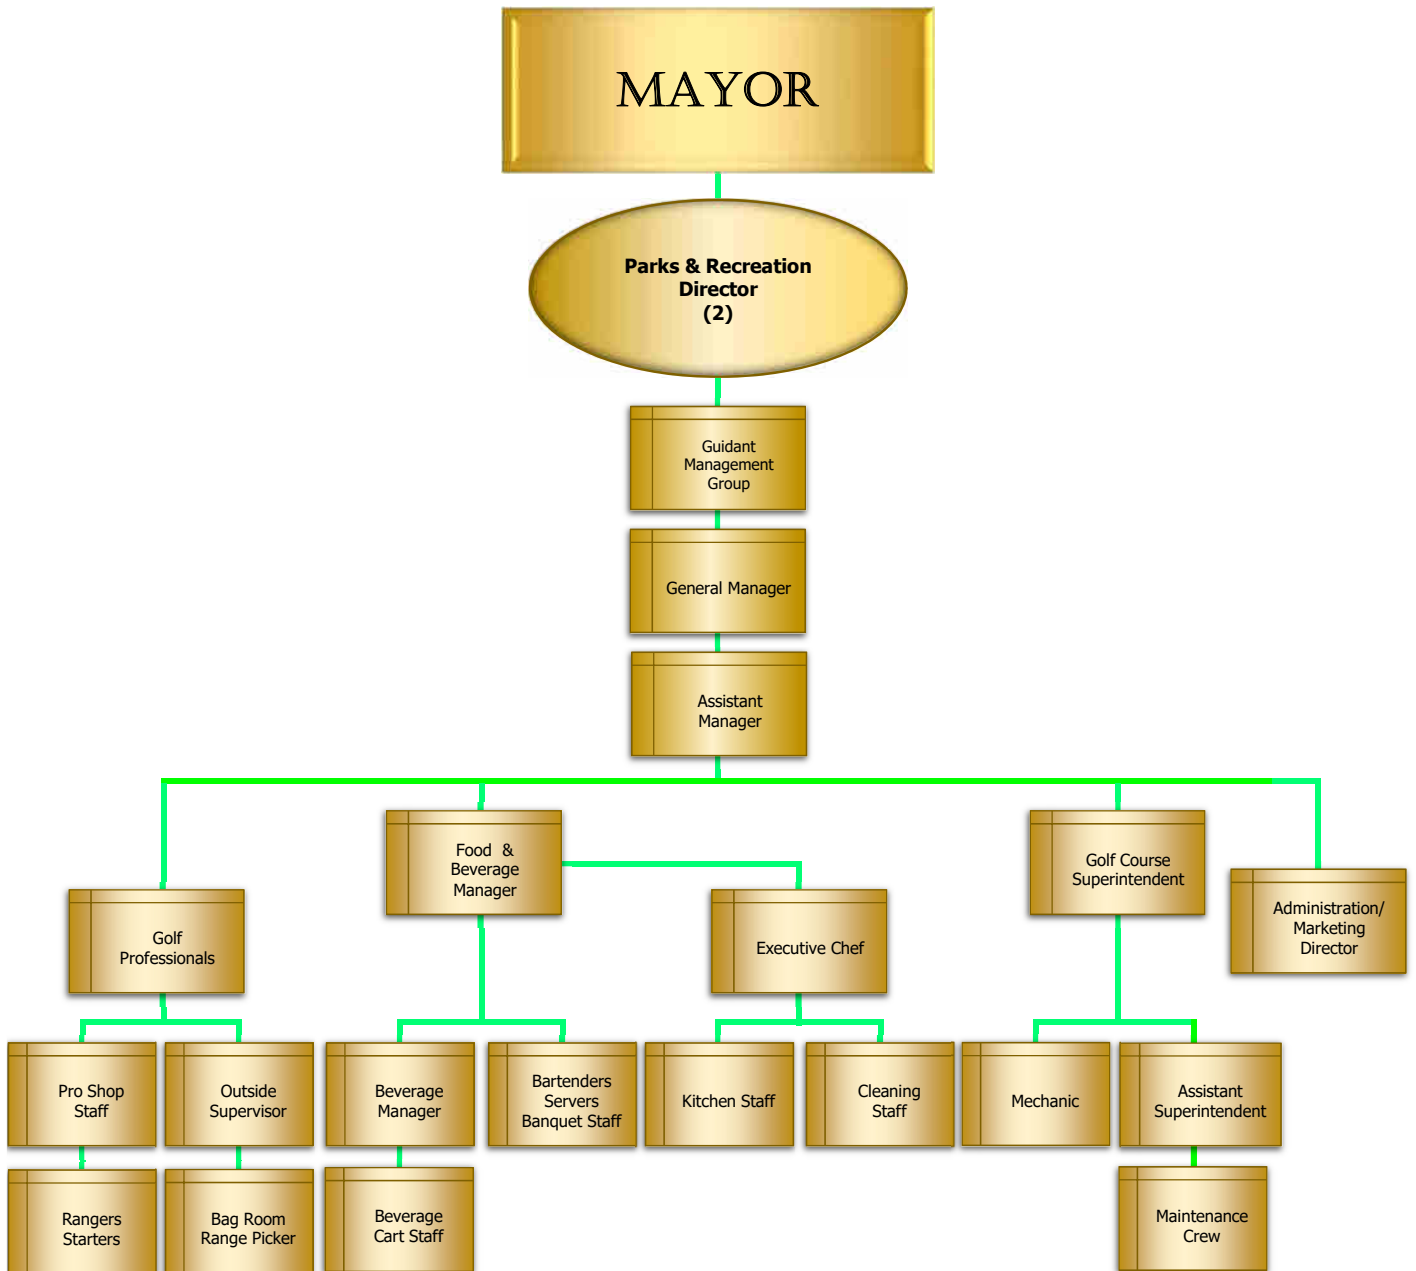 MAYOR
Parks & Recreation
Director
(2)
Guidant
Management
Group
General Manager
Assistant
Manager
Food & 
Beverage
Manager
Golf Course
Superintendent
Golf
Professionals
Executive Chef
Administration/
Marketing
Director
Pro Shop
Staff
Outside
Supervisor
Beverage
Manager
Bartenders
Servers
Banquet Staff
Kitchen Staff
Cleaning
Staff
Mechanic
Assistant
Superintendent
Rangers
Starters
Bag Room
Range Picker
Beverage
Cart Staff
Maintenance
Crew